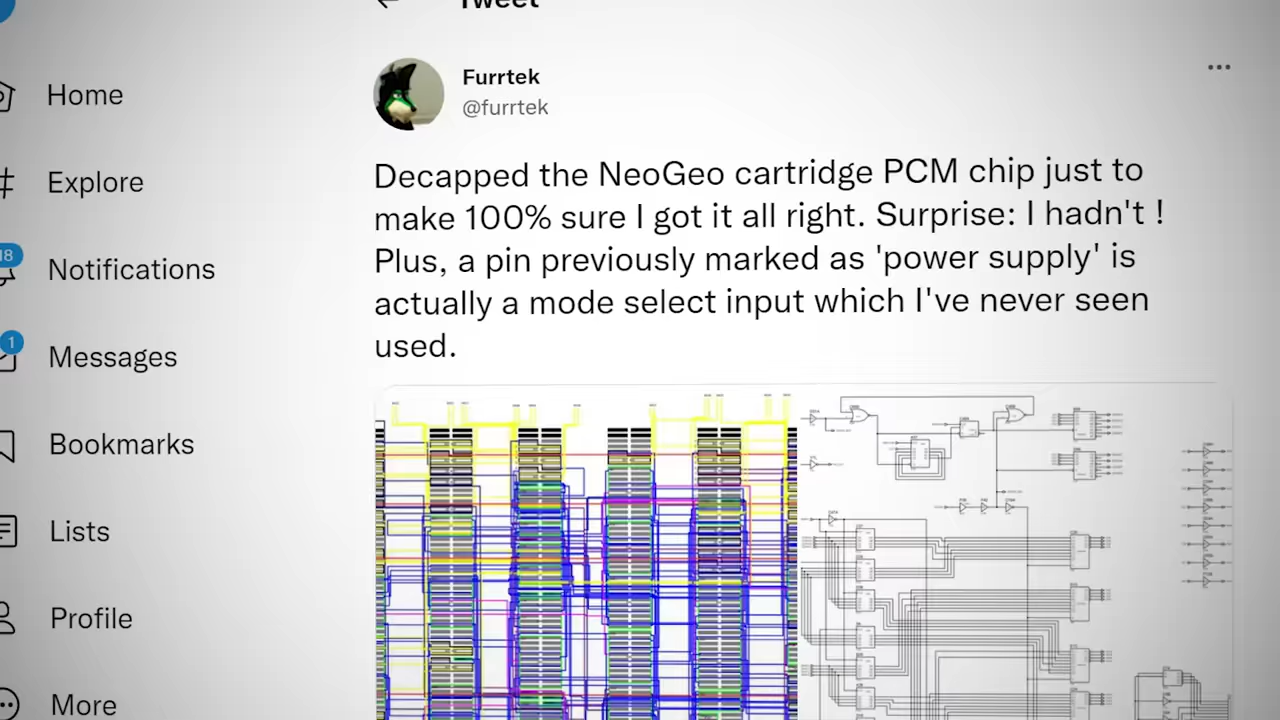 Tweet
Home
Explore
18
Notifications
1
Messages
Bookmarks
Lists
Profile
More
Furrtek
@furrtek
Decapped the NeoGeo cartridge PCM chip just to
make 100% sure I got it all right. Surprise: I hadn't !
Plus, a pin previously marked as 'power supply' is
actually a mode select input which I've never seen
used.